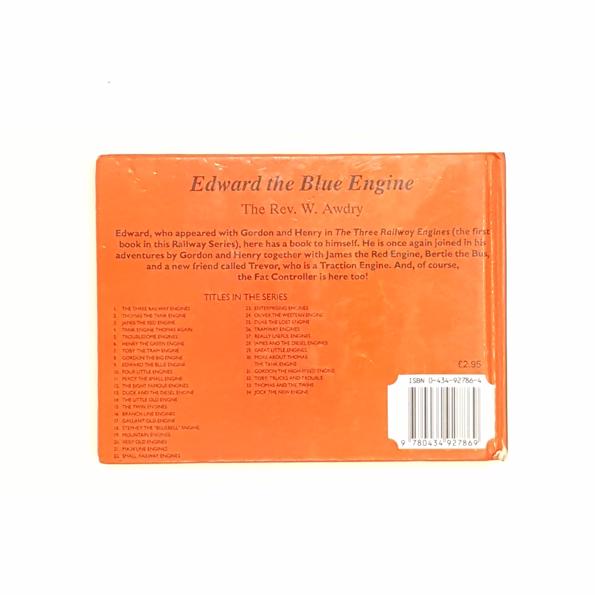 Edward the Blue Engine
The Rev. W. Awdry
Edward, who appeared with Gordon and Henry in The Three Railway Engines (the first
book in this Railway Series), here has a book to himself. He is once again joined in his
adventures by Gordon and Henry together with James the Red Engine, Bertie the Bus,
and a new friend called Trevor, who is a Traction Engine. And, of course,
the Fat Controller is here too!
TITLES IN THE SERIES
1. THE THREE RAILWAY ENGINES
2. THOMAS THE TANK ENGINE
3. JAMES THE RED ENGINE
4. TANK ENGINE THOMAS AGAIN
5. TROUBLESOME ENGINES
6. HENRY THE GREEN ENGINE
7. TOBY THE TRAM ENGINE
8. GORDON THE BIG ENGINE
9. EDWARD THE BLUE ENGINE
10. FOUR LITTLE ENGINES
11. PERCY THE SMALL ENGINE
12. THE EIGHT FAMOUS ENGINES
13. DUCK AND THE DIESEL ENGINE
14. THE LITTLE OLD ENGINE
15. THE TWIN ENGINES
16. BRANCH LINE ENGINES
17. GALLANT OLD ENGINE
18. STEPNEY THE "BLUEBELL" ENGINE
19. MOUNTAIN ENGINES
20. VERY OLD ENGINES
21. MAIN LINE ENGINES
22. SMALL RAILWAY ENGINES
23. ENTERPRISING ENGINES
24. OLIVER THE WESTERN ENGINE
25. DUKE THE LOST ENGINE
26. TRAMWAY ENGINES
27. REALLY USEFUL ENGINES
28. JAMES AND THE DIESEL ENGINES
29. GREAT LITTLE ENGINES
30. MORE ABOUT THOMAS
THE TANK ENGINE
31. GORDON THE HIGH-SPEED ENGINE
32. TOBY, TRUCKS AND TROUBLE
33. THOMAS AND THE TWINS
34. JOCK THE NEW ENGINE
£2.95
ISBN 0-434-92786-4
9 780434 927869